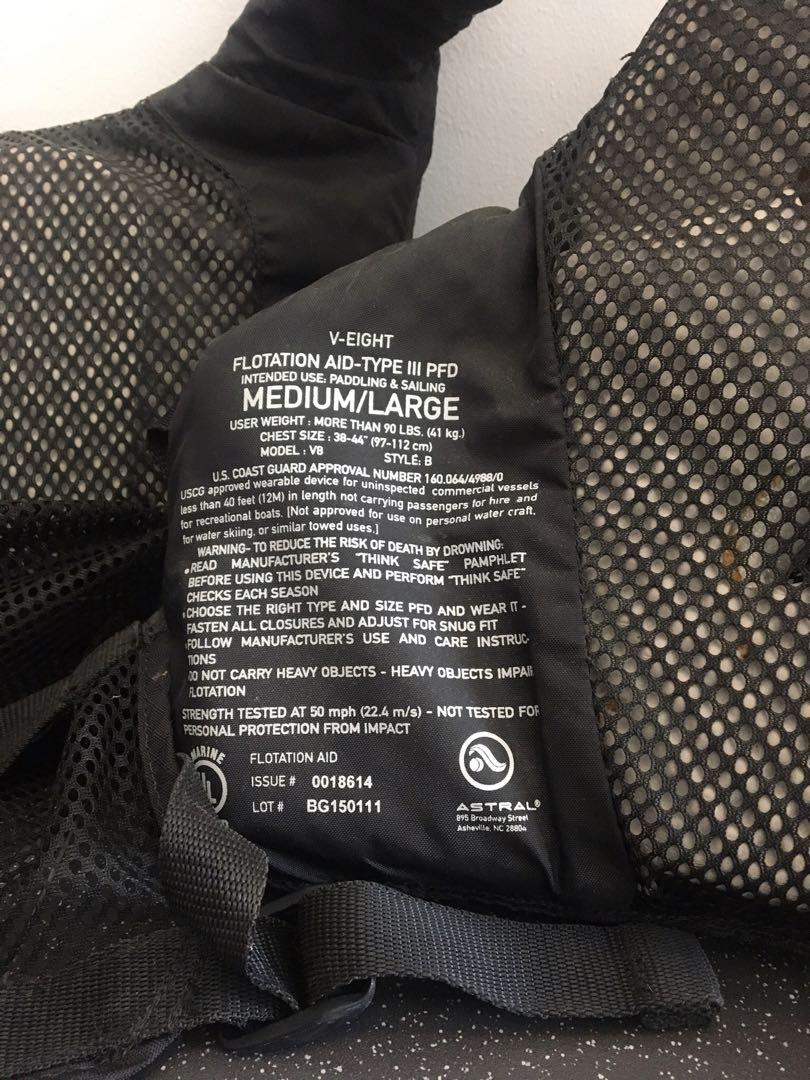 V-EIGHT
FLOTATION AID-TYPE III PFD
INTENDED USE: PADDLING & SAILING
MEDIUM/LARGE
USER WEIGHT : MORE THAN 90 LBS. (41 kg.)
CHEST SIZE : 38-44" (97-112 cm)
MODEL : V8 STYLE: B
U.S. COAST GUARD APPROVAL NUMBER 160.064/4988/0
USCG approved wearable device for uninspected commercial vessels
less than 40 feet (12M) in length not carrying passengers for hire and
for recreational boats. [Not approved for use on personal water craft,
for water skiing, or similar towed uses.]
WARNING- TO REDUCE THE RISK OF DEATH BY DROWNING:
• READ MANUFACTURER'S "THINK SAFE" PAMPHLET
BEFORE USING THIS DEVICE AND PERFORM "THINK SAFE"
CHECKS EACH SEASON
• CHOOSE THE RIGHT TYPE AND SIZE PFD AND WEAR IT -
FASTEN ALL CLOSURES AND ADJUST FOR SNUG FIT
•FOLLOW MANUFACTURER'S USE AND CARE INSTRUC-
TIONS
DO NOT CARRY HEAVY OBJECTS - HEAVY OBJECTS IMPAIR
FLOTATION
STRENGTH TESTED AT 50 mph (22.4 m/s) - NOT TESTED FOR
PERSONAL PROTECTION FROM IMPACT
MARINE
UL
FLOTATION AID
ISSUE # 0018614
LOT # BG150111
ASTRAL®
895 Broadway Street
Asheville, NC 28804